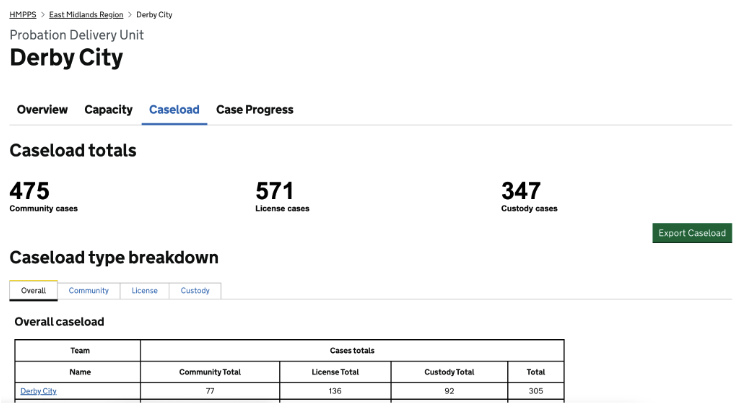 HMPPS > East Midlands Region > Derby City
Probation Delivery Unit
Derby City
Overview Capacity Caseload Case Progress
Caseload totals
475 571 347
Community cases License cases Custody cases
Export Caseload
Caseload type breakdown
Overall Community License Custody
Overall caseload
Team Cases totals
Name Community Total License Total Custody Total Total
Derby City 77 136 92 305